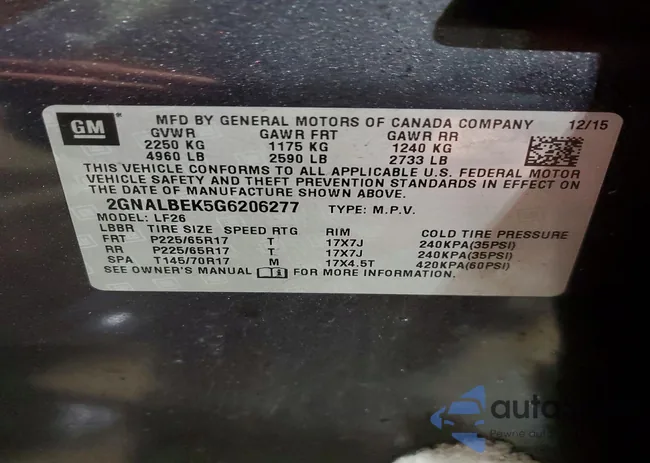 GM
MFD BY GENERAL MOTORS OF CANADA COMPANY 12/15
GVWR GAWR FRT GAWR RR
2250 KG 1175 KG 1240 KG
4960 LB 2590 LB 2733 LB
THIS VEHICLE CONFORMS TO ALL APPLICABLE U.S. FEDERAL MOTOR
VEHICLE SAFETY AND THEFT PREVENTION STANDARDS IN EFFECT ON
THE DATE OF MANUFACTURE SHOWN ABOVE.
2GNALBEK5G6206277 TYPE: M.P.V.
MODEL: LF26
LBBR TIRE SIZE SPEED RTG RIM COLD TIRE PRESSURE
FRT P225/65R17 T 17X7J 240KPA(35PSI)
RR P225/65R17 T 17X7J 240KPA(35PSI)
SPA T145/70R17 M 17X4.5T 420KPA(60PSI)
SEE OWNER'S MANUAL FOR MORE INFORMATION.
Pewne